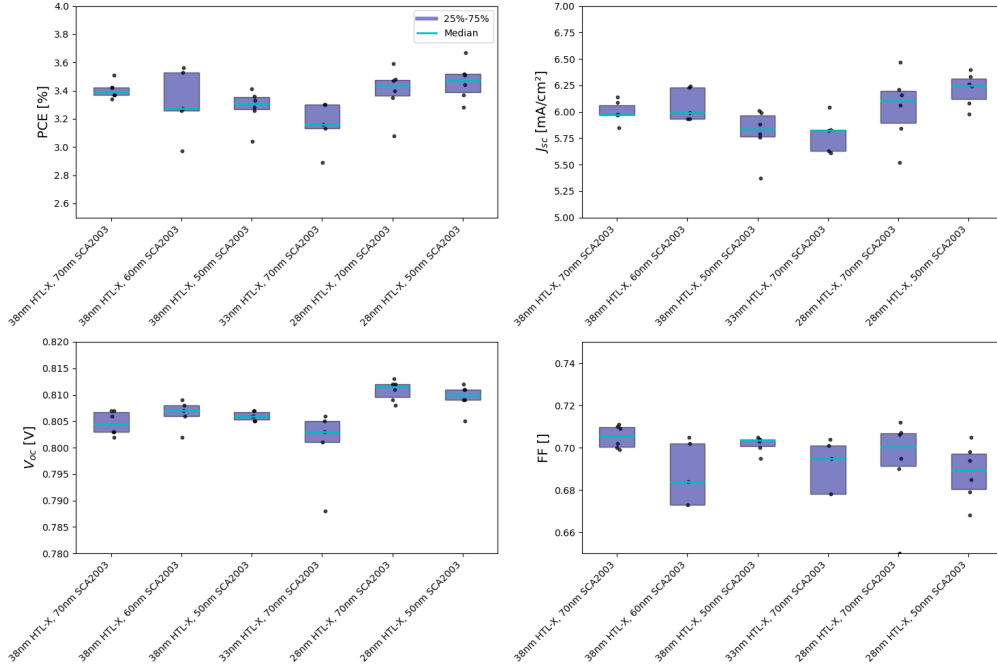 4.0
3.8
3.6
3.4
3.2
3.0
2.8
2.6
PCE [%]
25%-75%
Median
38nm HTL-X, 70nm SCA2003
38nm HTL-X, 60nm SCA2003
38nm HTL-X, 50nm SCA2003
33nm HTL-X, 70nm SCA2003
28nm HTL-X, 70nm SCA2003
28nm HTL-X, 50nm SCA2003
7.00
6.75
6.50
6.25
6.00
5.75
5.50
5.25
5.00
Jsc [mA/cm²]
38nm HTL-X, 70nm SCA2003
38nm HTL-X, 60nm SCA2003
38nm HTL-X, 50nm SCA2003
33nm HTL-X, 70nm SCA2003
28nm HTL-X, 70nm SCA2003
28nm HTL-X, 50nm SCA2003
0.820
0.815
0.810
0.805
0.800
0.795
0.790
0.785
0.780
Voc [V]
38nm HTL-X, 70nm SCA2003
38nm HTL-X, 60nm SCA2003
38nm HTL-X, 50nm SCA2003
33nm HTL-X, 70nm SCA2003
28nm HTL-X, 70nm SCA2003
28nm HTL-X, 50nm SCA2003
0.74
0.72
0.70
0.68
0.66
FF []
38nm HTL-X, 70nm SCA2003
38nm HTL-X, 60nm SCA2003
38nm HTL-X, 50nm SCA2003
33nm HTL-X, 70nm SCA2003
28nm HTL-X, 70nm SCA2003
28nm HTL-X, 50nm SCA2003